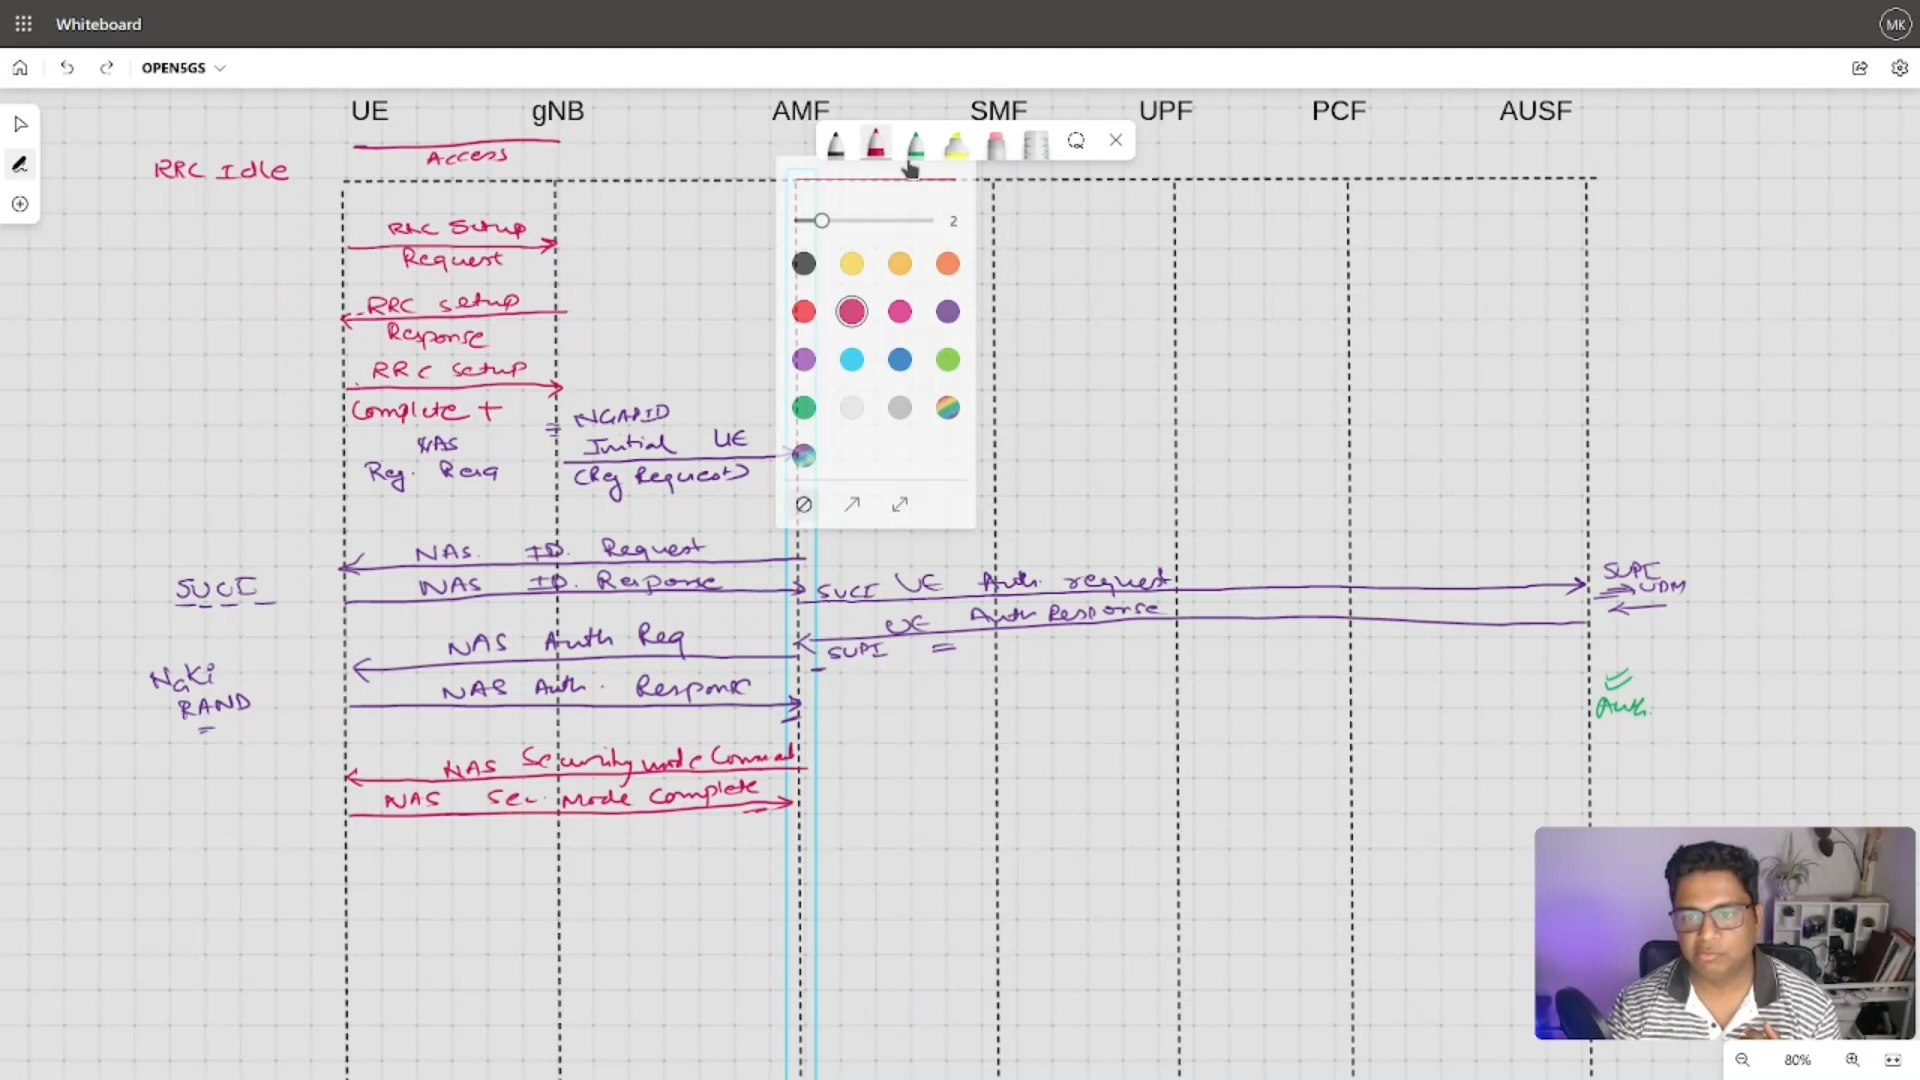 Whiteboard
MK
OPEN5GS
UE gNB AMF SMF UPF PCF AUSF
Access
RRC Idle
2
RRC Setup
Request
RRC setup
Response
RRC setup
Complete +
NAS
Reg.
NGAPID
Initial UE
(Reg Request)
NAS. ID. Request
SUCI
NAS ID. Response
SUCI UE Auth. request
SUPI
UDM
UE Auth Response
SUPI =
NAS Auth Req
NAS Auth. Response
RAND
Auth.
NAS Security mode Command
NAS Sec. Mode Complete
80%